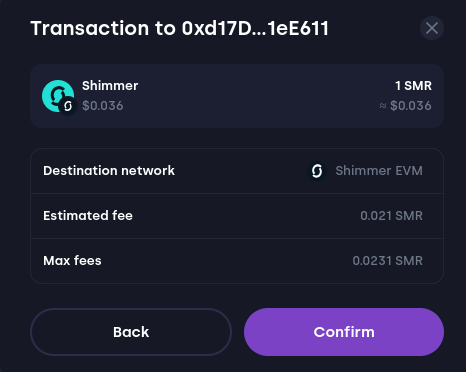 Transaction to 0xd17D...1eE611
Shimmer
1 SMR
$0.036
≈ $0.036
Destination network
Shimmer EVM
Estimated fee
0.021 SMR
Max fees
0.0231 SMR
Back
Confirm